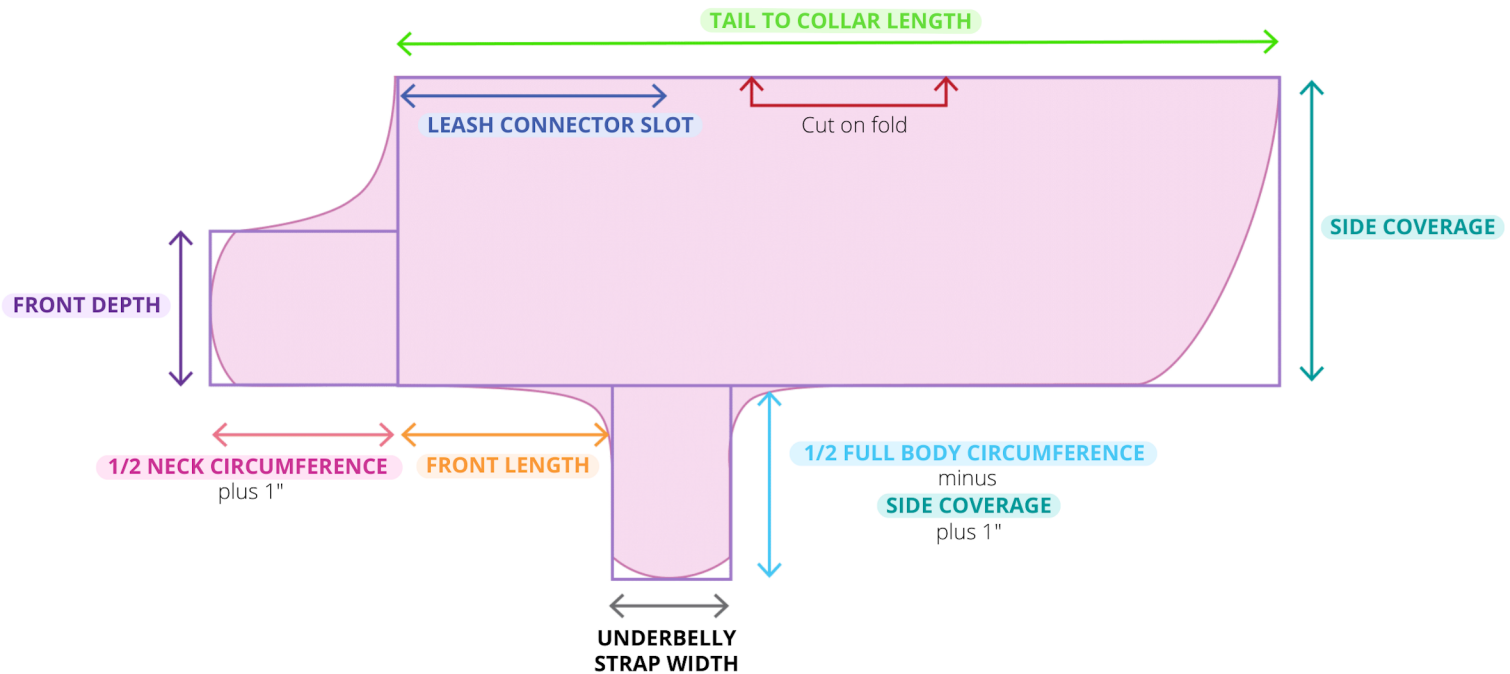 TAIL TO COLLAR LENGTH
LEASH CONNECTOR SLOT
Cut on fold
SIDE COVERAGE
FRONT DEPTH
1/2 NECK CIRCUMFERENCE
plus 1"
FRONT LENGTH
1/2 FULL BODY CIRCUMFERENCE
minus
SIDE COVERAGE
plus 1"
UNDERBELLY
STRAP WIDTH